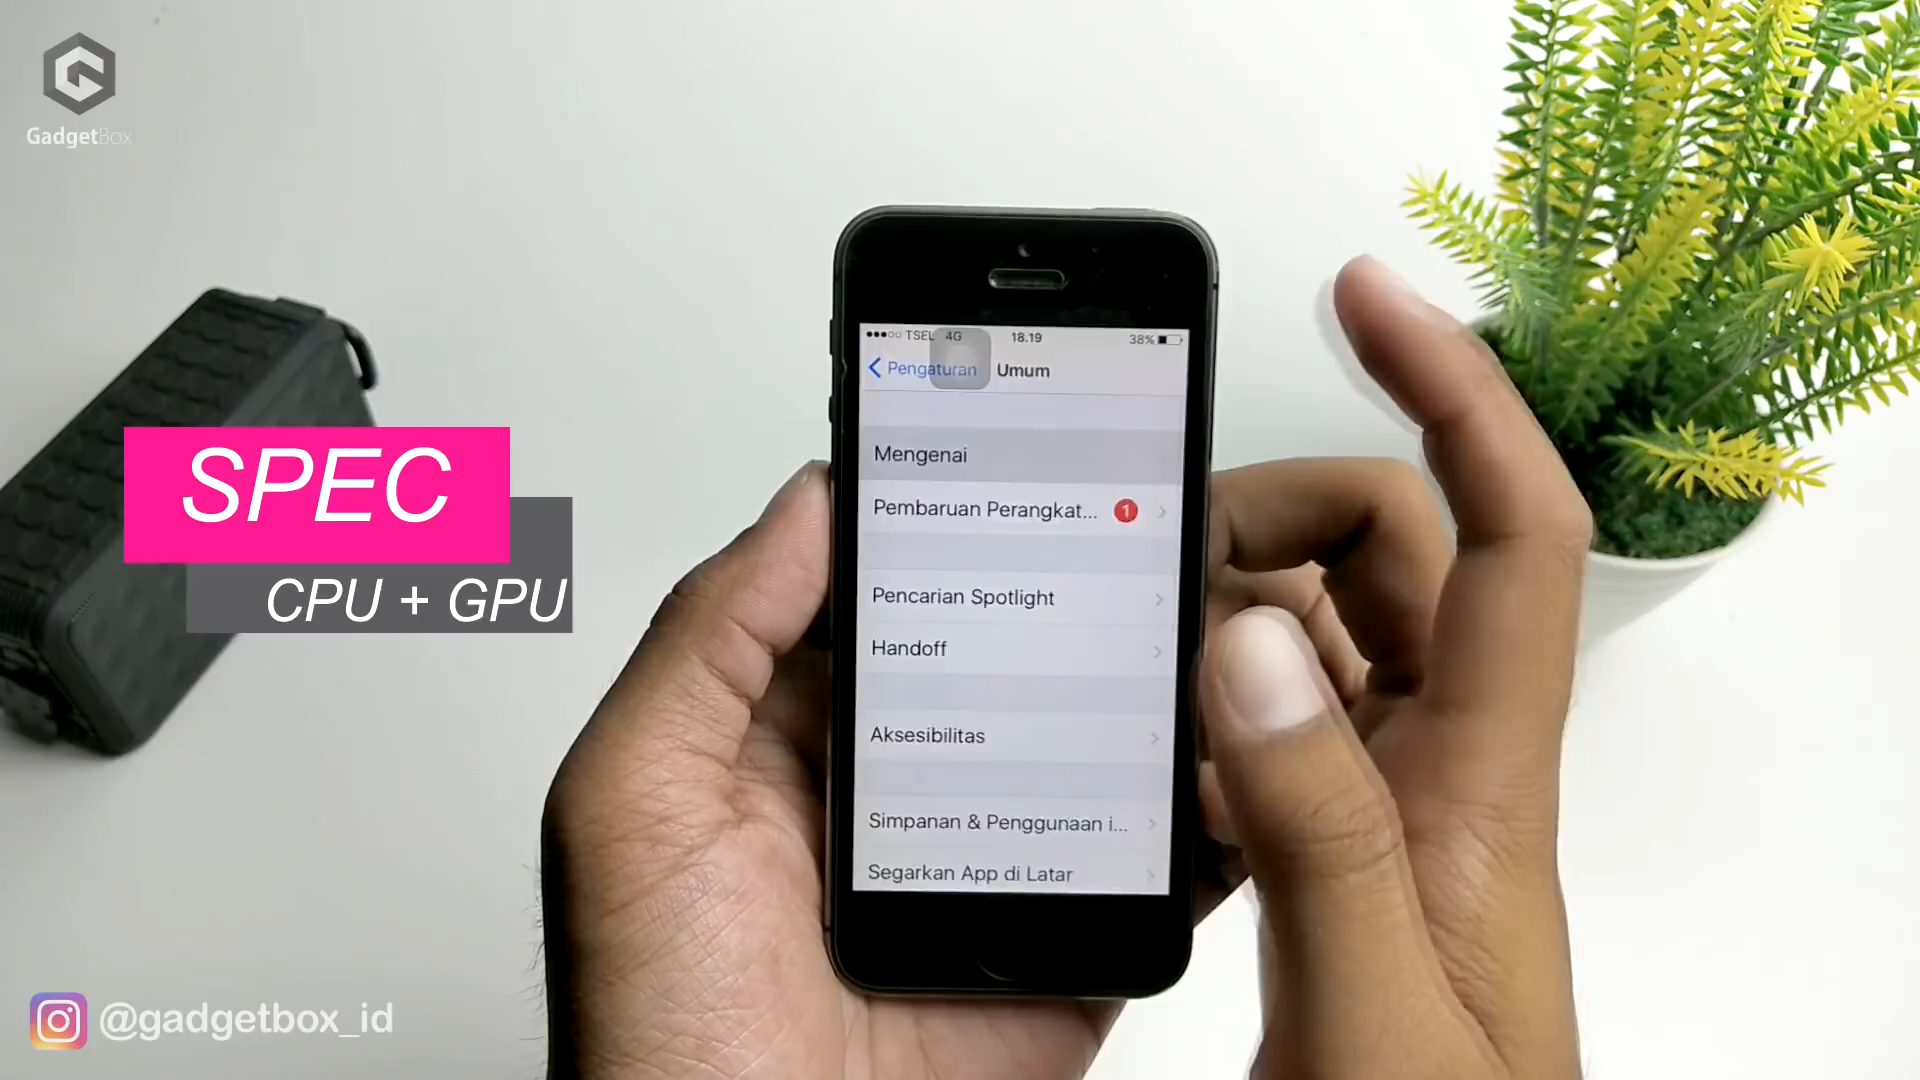 GadgetBox
TSEL 4G 18.19 38%
Pengaturan Umum
Mengenai
Pembaruan Perangkat... 1
Pencarian Spotlight
Handoff
Aksesibilitas
Simpanan & Penggunaan i...
Segarkan App di Latar
SPEC
CPU + GPU
@gadgetbox_id